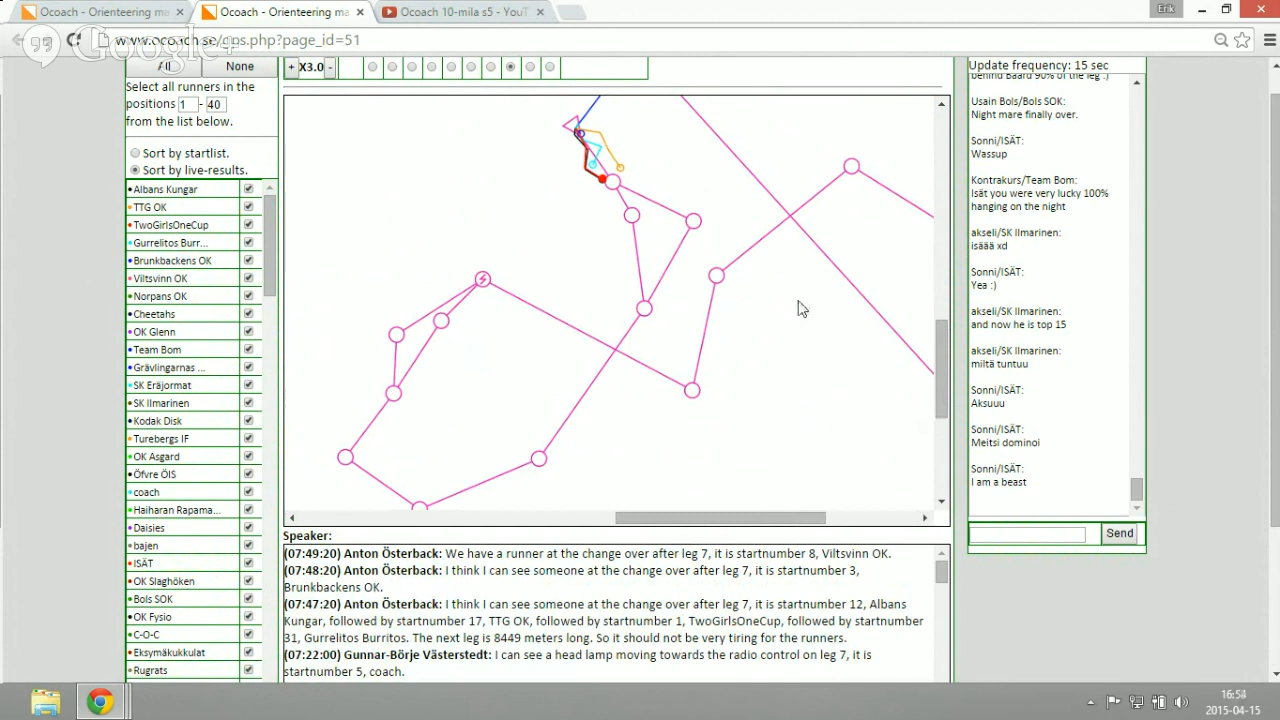 Ocoach - Orienteering ma
Ocoach - Orienteering ma
Ocoach 10-mila s5 - YouT
Erik
www.ocoach.se/ops.php?page_id=51
Google+
All
None
Select all runners in the
positions 1 - 40
from the list below.
Sort by startlist.
Sort by live-results.
Albans Kungar
TTG OK
TwoGirlsOneCup
Gurrelitos Burr...
Brunkbackens OK
Viltsvinn OK
Norpans OK
Cheetahs
OK Glenn
Team Bom
Grävlingarnas ...
SK Eräjormat
SK Ilmarinen
Kodak Disk
Turebergs IF
OK Asgard
Öfvre ÖIS
coach
Haiharan Rapama...
Daisies
bajen
ISÄT
OK Slaghöken
Bols SOK
OK Fysio
C-O-C
Eksymäkukkulat
Rugrats
+ X3.0 -
Speaker:
(07:49:20) Anton Österback: We have a runner at the change over after leg 7, it is startnumber 8, Viltsvinn OK.
(07:48:20) Anton Österback: I think I can see someone at the change over after leg 7, it is startnumber 3,
Brunkbackens OK.
(07:47:20) Anton Österback: I think I can see someone at the change over after leg 7, it is startnumber 12, Albans
Kungar, followed by startnumber 17, TTG OK, followed by startnumber 1, TwoGirlsOneCup, followed by startnumber
31, Gurrelitos Burritos. The next leg is 8449 meters long. So it should not be very tiring for the runners.
(07:22:00) Gunnar-Börje Västerstedt: I can see a head lamp moving towards the radio control on leg 7, it is
startnumber 5, coach.
Update frequency: 15 sec
behind Baard 90% of the leg :)
Usain Bols/Bols SOK:
Night mare finally over.
Sonni/ISÄT:
Wassup
Kontrakurs/Team Bom:
Isät you were very lucky 100%
hanging on the night
akseli/SK Ilmarinen:
isäää xd
Sonni/ISÄT:
Yea :)
akseli/SK Ilmarinen:
and now he is top 15
akseli/SK Ilmarinen:
miltä tuntuu
Sonni/ISÄT:
Aksuuu
Sonni/ISÄT:
Meitsi dominoi
Sonni/ISÄT:
I am a beast
Send
16:54
2015-04-15